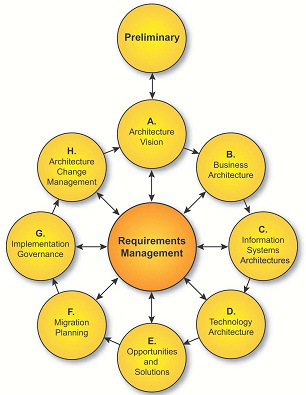 Preliminary
A.
Architecture
Vision
B.
Business
Architecture
C.
Information
Systems
Architectures
D.
Technology
Architecture
E.
Opportunities
and
Solutions
F.
Migration
Planning
G.
Implementation
Governance
H.
Architecture
Change
Management
Requirements
Management